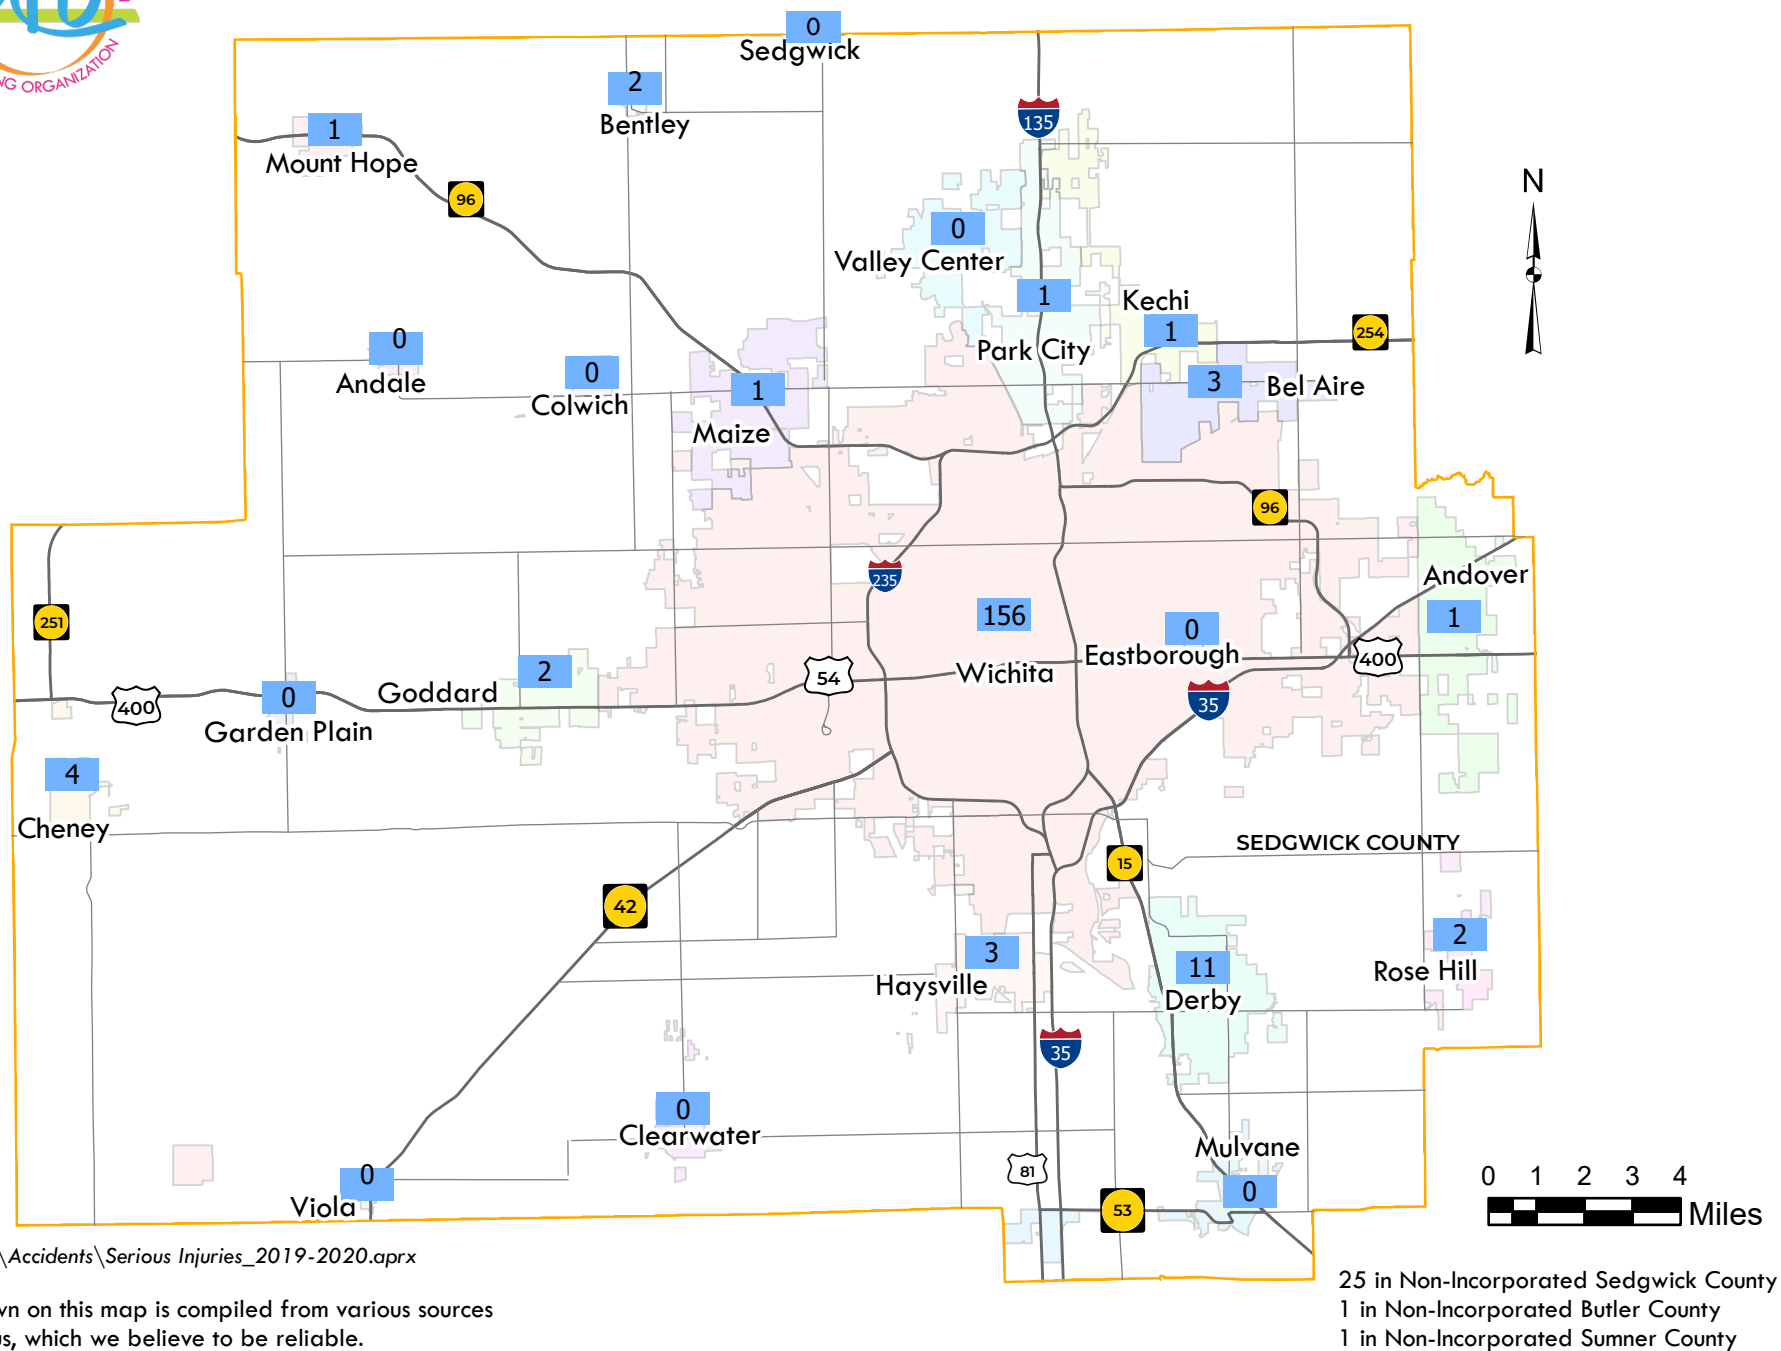 NG ORGANIZATION
0
Sedgwick
2
Bentley
135
1
Mount Hope
96
N
0
Valley Center
1
Kechi
1
254
0
Andale
0
Colwich
Park City
3
Bel Aire
1
Maize
96
235
Andover
1
251
156
0
Eastborough
400
2
54
Wichita
Goddard
0
400
35
Garden Plain
4
Cheney
SEDGWICK COUNTY
15
42
2
Rose Hill
3
Haysville
11
Derby
35
0
Clearwater
Mulvane
81
0
0
Viola
53
0 1 2 3 4
Miles
\Accidents\Serious Injuries_2019-2020.aprx
wn on this map is compiled from various sources
us, which we believe to be reliable.
25 in Non-Incorporated Sedgwick County
1 in Non-Incorporated Butler County
1 in Non-Incorporated Sumner County